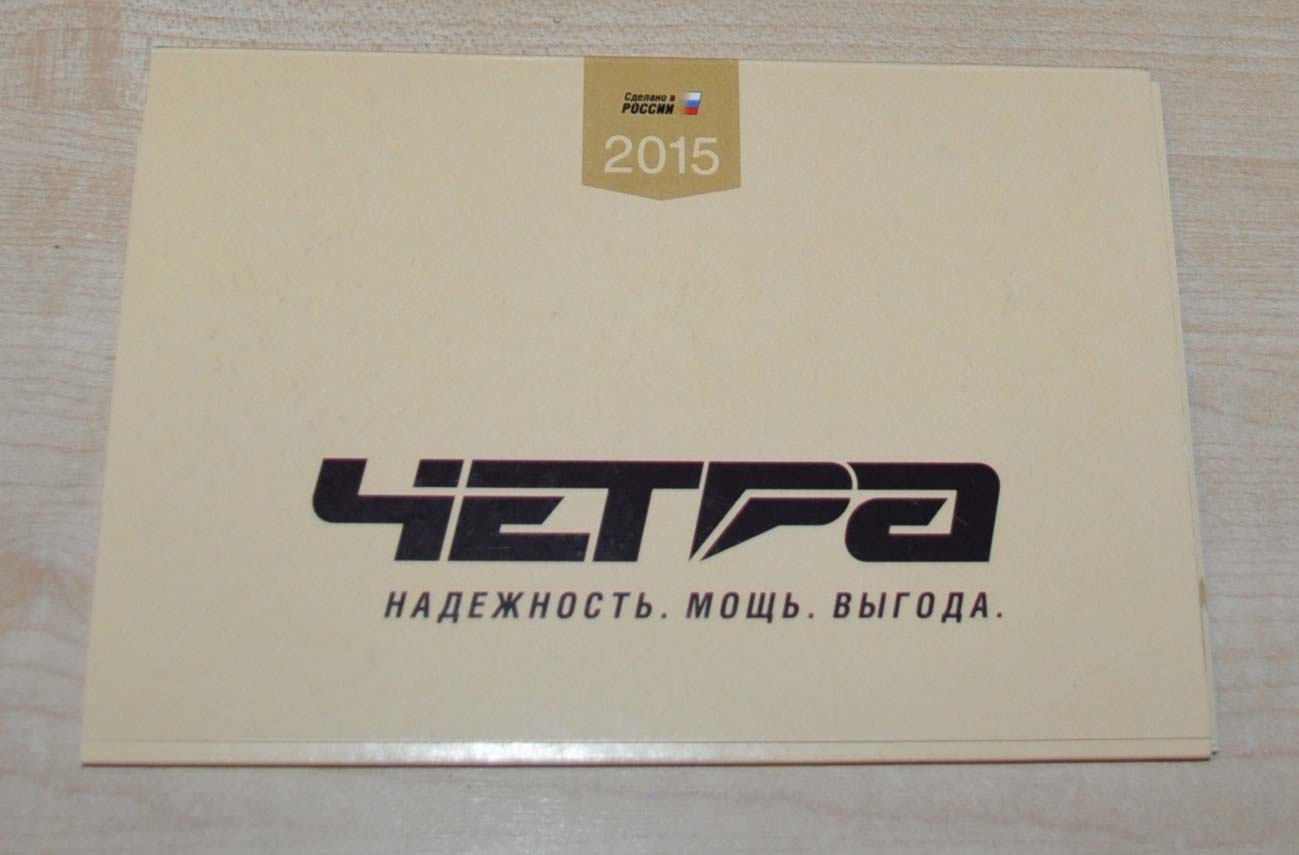 Сделано в
РОССИИ
2015
ЧЕТРА
НАДЕЖНОСТЬ. МОЩЬ. ВЫГОДА.